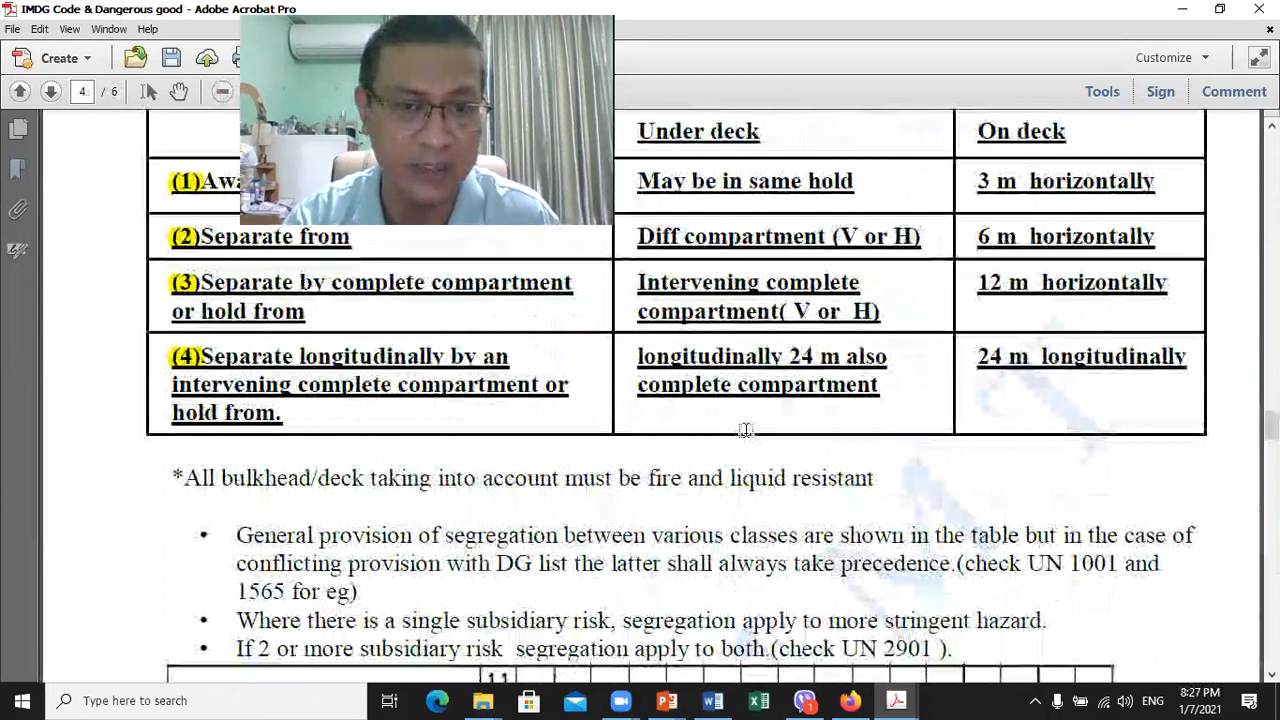 IMDG Code & Dangerous good - Adobe Acrobat Pro
File Edit View Window Help
Create
Customize
4 / 6
Tools Sign Comment
Under deck On deck
(1)Awa May be in same hold 3 m horizontally
(2)Separate from Diff compartment (V or H) 6 m horizontally
(3)Separate by complete compartment Intervening complete 12 m horizontally
or hold from compartment( V or H)
(4)Separate longitudinally by an longitudinally 24 m also 24 m longitudinally
intervening complete compartment or complete compartment
hold from.
*All bulkhead/deck taking into account must be fire and liquid resistant
• General provision of segregation between various classes are shown in the table but in the case of
conflicting provision with DG list the latter shall always take precedence.(check UN 1001 and
1565 for eg)
• Where there is a single subsidiary risk, segregation apply to more stringent hazard.
• If 2 or more subsidiary risk segregation apply to both.(check UN 2901 ).
Type here to search
ENG
8:27 PM
1/7/2021